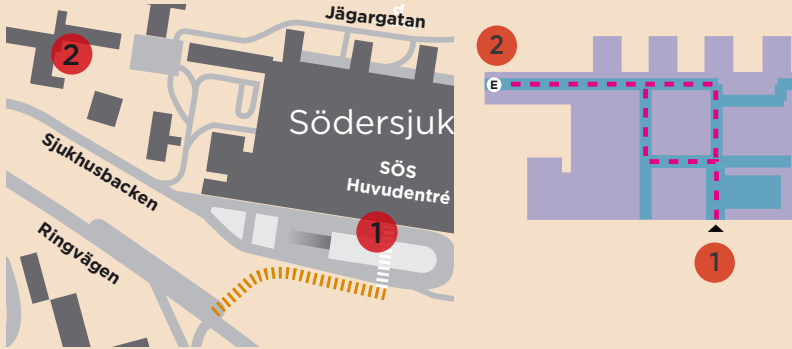 Jägargatan
2
Södersjuk
SÖS
Huvudentré
Sjukhusbacken
1
Ringvägen
2
E
1